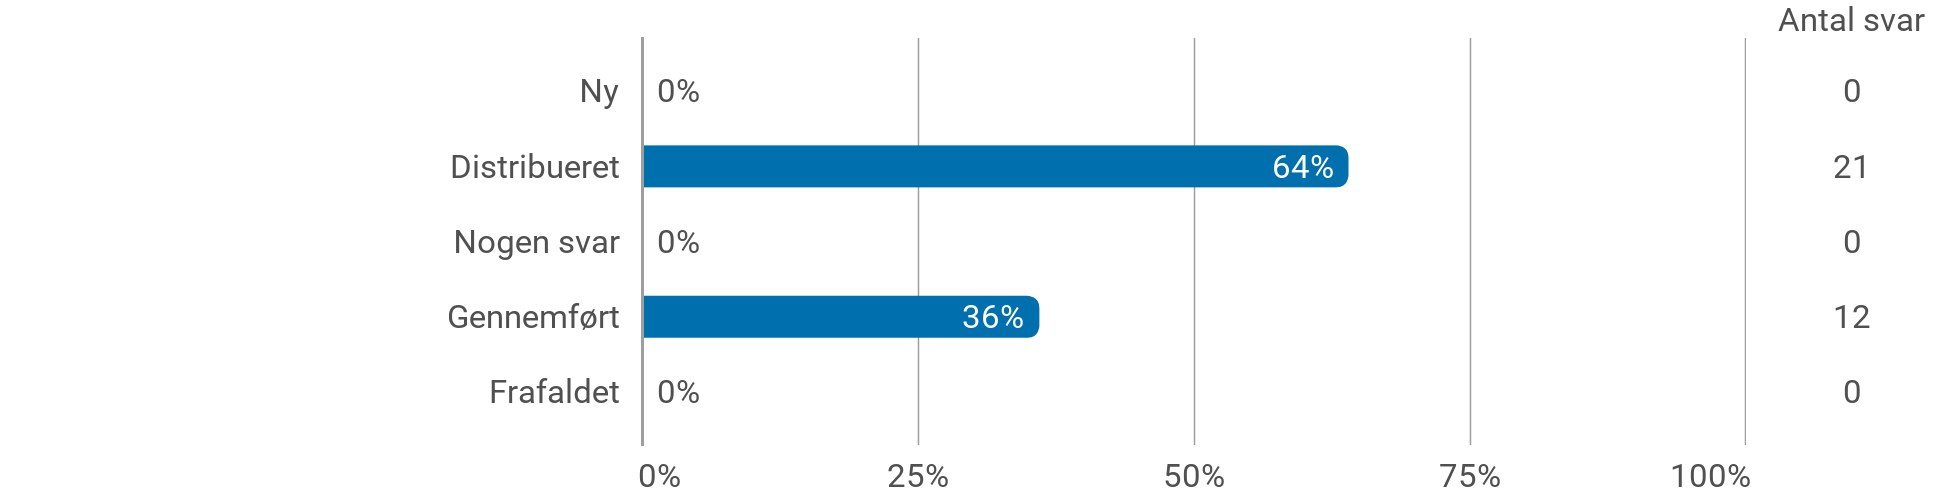 Antal svar
Ny 0% 0
Distribueret 64% 21
Nogen svar 0% 0
Gennemført 36% 12
Frafaldet 0% 0
0% 25% 50% 75% 100%